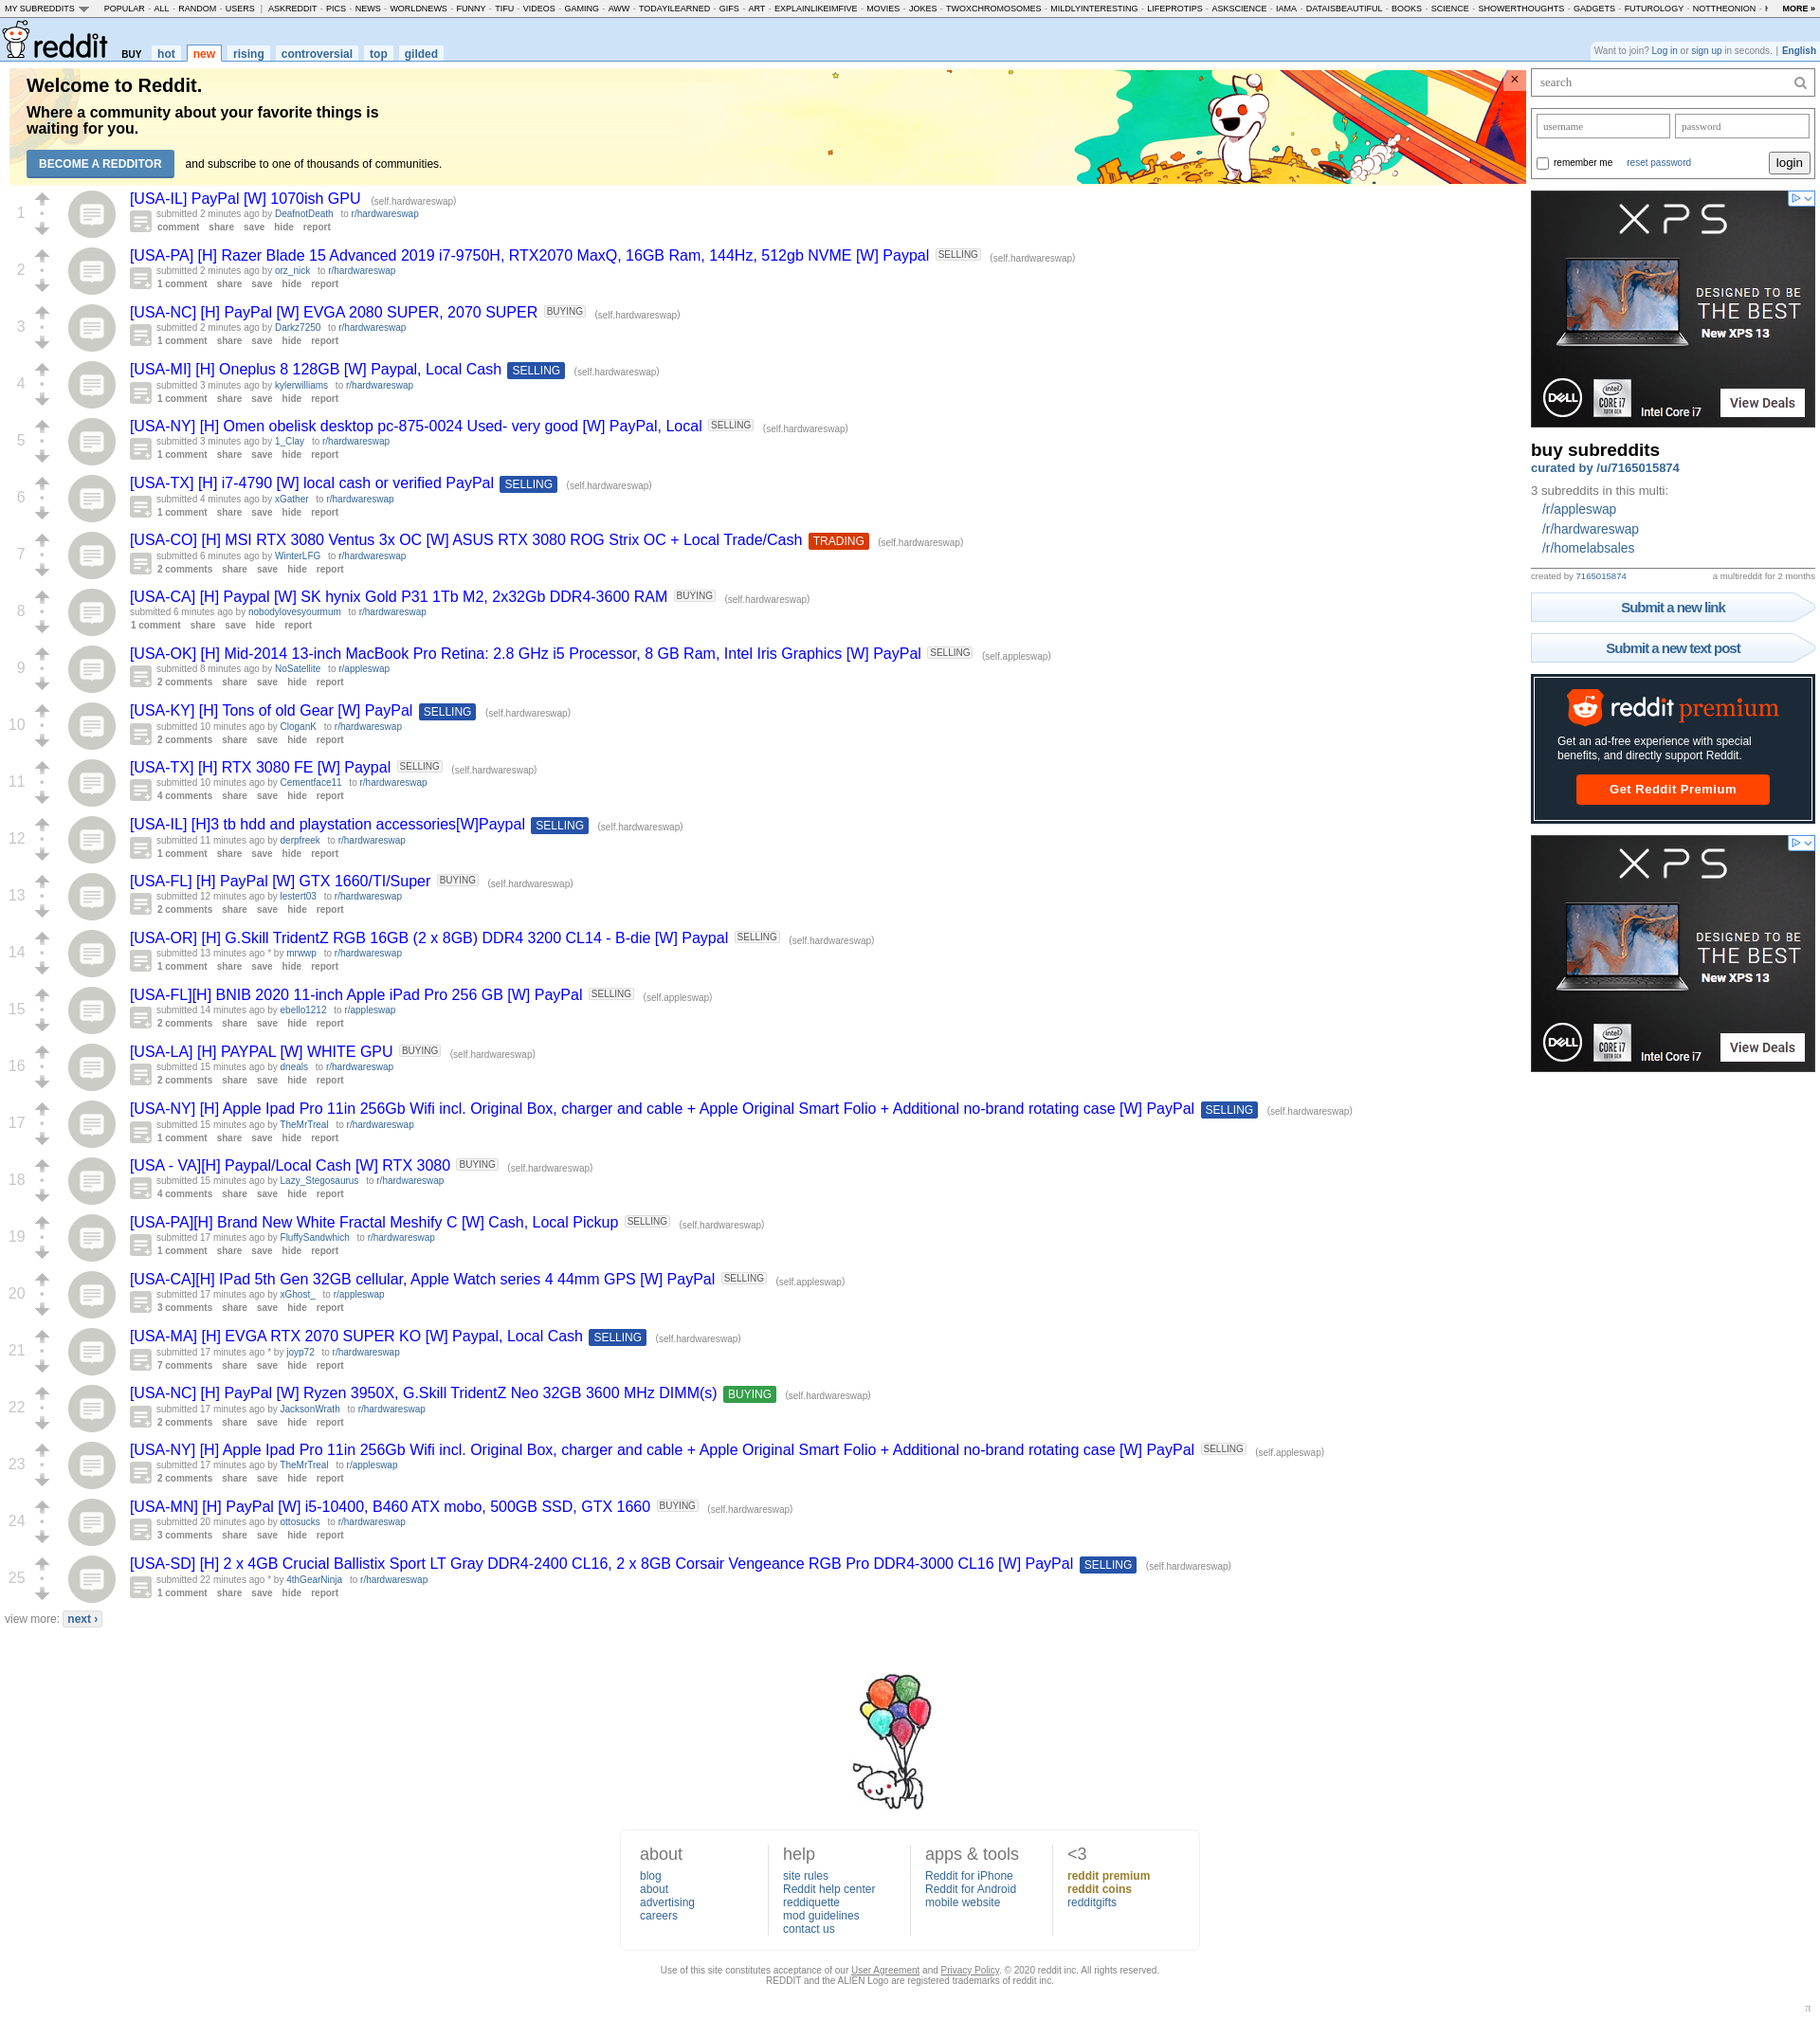 MY SUBREDDITS POPULAR - ALL - RANDOM - USERS | ASKREDDIT - PICS - NEWS - WORLDNEWS - FUNNY - TIFU - VIDEOS - GAMING - AWW - TODAYILEARNED - GIFS - ART - EXPLAINLIKEIMFIVE - MOVIES - JOKES - TWOXCHROMOSOMES - MILDLYINTERESTING - LIFEPROTIPS - ASKSCIENCE - IAMA - DATAISBEAUTIFUL - BOOKS - SCIENCE - SHOWERTHOUGHTS - GADGETS - FUTUROLOGY - NOTTHEONION - MORE »
reddit BUY hot new rising controversial top gilded
Want to join? Log in or sign up in seconds. | English
Welcome to Reddit.
Where a community about your favorite things is
waiting for you.
BECOME A REDDITOR and subscribe to one of thousands of communities.
×
1
[USA-IL] PayPal [W] 1070ish GPU (self.hardwareswap)
submitted 2 minutes ago by DeafnotDeath to r/hardwareswap
comment share save hide report
2
[USA-PA] [H] Razer Blade 15 Advanced 2019 i7-9750H, RTX2070 MaxQ, 16GB Ram, 144Hz, 512gb NVME [W] Paypal SELLING (self.hardwareswap)
submitted 2 minutes ago by orz_nick to r/hardwareswap
1 comment share save hide report
3
[USA-NC] [H] PayPal [W] EVGA 2080 SUPER, 2070 SUPER BUYING (self.hardwareswap)
submitted 2 minutes ago by Darkz7250 to r/hardwareswap
1 comment share save hide report
4
[USA-MI] [H] Oneplus 8 128GB [W] Paypal, Local Cash SELLING (self.hardwareswap)
submitted 3 minutes ago by kylerwilliams to r/hardwareswap
1 comment share save hide report
5
[USA-NY] [H] Omen obelisk desktop pc-875-0024 Used- very good [W] PayPal, Local SELLING (self.hardwareswap)
submitted 3 minutes ago by 1_Clay to r/hardwareswap
1 comment share save hide report
6
[USA-TX] [H] i7-4790 [W] local cash or verified PayPal SELLING (self.hardwareswap)
submitted 4 minutes ago by xGather to r/hardwareswap
1 comment share save hide report
7
[USA-CO] [H] MSI RTX 3080 Ventus 3x OC [W] ASUS RTX 3080 ROG Strix OC + Local Trade/Cash TRADING (self.hardwareswap)
submitted 6 minutes ago by WinterLFG to r/hardwareswap
2 comments share save hide report
8
[USA-CA] [H] Paypal [W] SK hynix Gold P31 1Tb M2, 2x32Gb DDR4-3600 RAM BUYING (self.hardwareswap)
submitted 6 minutes ago by nobodylovesyourmum to r/hardwareswap
1 comment share save hide report
9
[USA-OK] [H] Mid-2014 13-inch MacBook Pro Retina: 2.8 GHz i5 Processor, 8 GB Ram, Intel Iris Graphics [W] PayPal SELLING (self.appleswap)
submitted 8 minutes ago by NoSatellite to r/appleswap
2 comments share save hide report
10
[USA-KY] [H] Tons of old Gear [W] PayPal SELLING (self.hardwareswap)
submitted 10 minutes ago by CloganK to r/hardwareswap
2 comments share save hide report
11
[USA-TX] [H] RTX 3080 FE [W] Paypal SELLING (self.hardwareswap)
submitted 10 minutes ago by Cementface11 to r/hardwareswap
4 comments share save hide report
12
[USA-IL] [H]3 tb hdd and playstation accessories[W]Paypal SELLING (self.hardwareswap)
submitted 11 minutes ago by derpfreek to r/hardwareswap
1 comment share save hide report
13
[USA-FL] [H] PayPal [W] GTX 1660/TI/Super BUYING (self.hardwareswap)
submitted 12 minutes ago by lestert03 to r/hardwareswap
2 comments share save hide report
14
[USA-OR] [H] G.Skill TridentZ RGB 16GB (2 x 8GB) DDR4 3200 CL14 - B-die [W] Paypal SELLING (self.hardwareswap)
submitted 13 minutes ago * by mrwwp to r/hardwareswap
1 comment share save hide report
15
[USA-FL][H] BNIB 2020 11-inch Apple iPad Pro 256 GB [W] PayPal SELLING (self.appleswap)
submitted 14 minutes ago by ebello1212 to r/appleswap
2 comments share save hide report
16
[USA-LA] [H] PAYPAL [W] WHITE GPU BUYING (self.hardwareswap)
submitted 15 minutes ago by dneals to r/hardwareswap
2 comments share save hide report
17
[USA-NY] [H] Apple Ipad Pro 11in 256Gb Wifi incl. Original Box, charger and cable + Apple Original Smart Folio + Additional no-brand rotating case [W] PayPal SELLING (self.hardwareswap)
submitted 15 minutes ago by TheMrTreal to r/hardwareswap
1 comment share save hide report
18
[USA - VA][H] Paypal/Local Cash [W] RTX 3080 BUYING (self.hardwareswap)
submitted 15 minutes ago by Lazy_Stegosaurus to r/hardwareswap
4 comments share save hide report
19
[USA-PA][H] Brand New White Fractal Meshify C [W] Cash, Local Pickup SELLING (self.hardwareswap)
submitted 17 minutes ago by FluffySandwhich to r/hardwareswap
1 comment share save hide report
20
[USA-CA][H] IPad 5th Gen 32GB cellular, Apple Watch series 4 44mm GPS [W] PayPal SELLING (self.appleswap)
submitted 17 minutes ago by xGhost_ to r/appleswap
3 comments share save hide report
21
[USA-MA] [H] EVGA RTX 2070 SUPER KO [W] Paypal, Local Cash SELLING (self.hardwareswap)
submitted 17 minutes ago * by joyp72 to r/hardwareswap
7 comments share save hide report
22
[USA-NC] [H] PayPal [W] Ryzen 3950X, G.Skill TridentZ Neo 32GB 3600 MHz DIMM(s) BUYING (self.hardwareswap)
submitted 17 minutes ago by JacksonWrath to r/hardwareswap
2 comments share save hide report
23
[USA-NY] [H] Apple Ipad Pro 11in 256Gb Wifi incl. Original Box, charger and cable + Apple Original Smart Folio + Additional no-brand rotating case [W] PayPal SELLING (self.appleswap)
submitted 17 minutes ago by TheMrTreal to r/appleswap
2 comments share save hide report
24
[USA-MN] [H] PayPal [W] i5-10400, B460 ATX mobo, 500GB SSD, GTX 1660 BUYING (self.hardwareswap)
submitted 20 minutes ago by ottosucks to r/hardwareswap
3 comments share save hide report
25
[USA-SD] [H] 2 x 4GB Crucial Ballistix Sport LT Gray DDR4-2400 CL16, 2 x 8GB Corsair Vengeance RGB Pro DDR4-3000 CL16 [W] PayPal SELLING (self.hardwareswap)
submitted 22 minutes ago * by 4thGearNinja to r/hardwareswap
1 comment share save hide report
view more: next ›
search
username password
remember me reset password login
XPS
DESIGNED TO BE
THE BEST
New XPS 13
DELL intel CORE i7 10TH GEN Intel Core i7 View Deals
buy subreddits
curated by /u/7165015874
3 subreddits in this multi:
/r/appleswap
/r/hardwareswap
/r/homelabsales
created by 7165015874 a multireddit for 2 months
Submit a new link
Submit a new text post
reddit premium
Get an ad-free experience with special
benefits, and directly support Reddit.
Get Reddit Premium
XPS
DESIGNED TO BE
THE BEST
New XPS 13
DELL intel CORE i7 10TH GEN Intel Core i7 View Deals
about
blog
about
advertising
careers
help
site rules
Reddit help center
reddiquette
mod guidelines
contact us
apps & tools
Reddit for iPhone
Reddit for Android
mobile website
<3
reddit premium
reddit coins
redditgifts
Use of this site constitutes acceptance of our User Agreement and Privacy Policy. © 2020 reddit inc. All rights reserved.
REDDIT and the ALIEN Logo are registered trademarks of reddit inc.
π